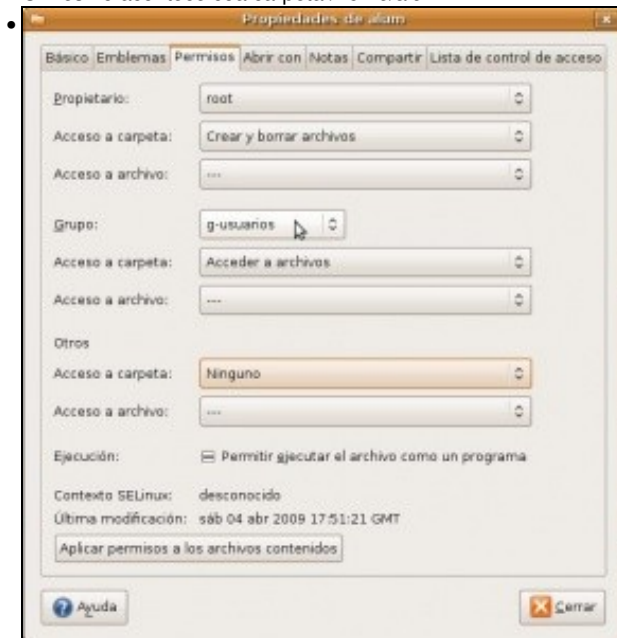 Propiedades de alum
Básico Emblemas Permisos Abrir con Notas Compartir Lista de control de acceso
Propietario: root
Acceso a carpeta: Crear y borrar archivos
Acceso a archivo: ---
Grupo: g-usuarios
Acceso a carpeta: Acceder a archivos
Acceso a archivo: ---
Otros
Acceso a carpeta: Ninguno
Acceso a archivo: ---
Ejecución: Permitir ejecutar el archivo como un programa
Contexto SELinux: desconocido
Última modificación: sáb 04 abr 2009 17:51:21 GMT
Aplicar permisos a los archivos contenidos
Ayuda Cerrar